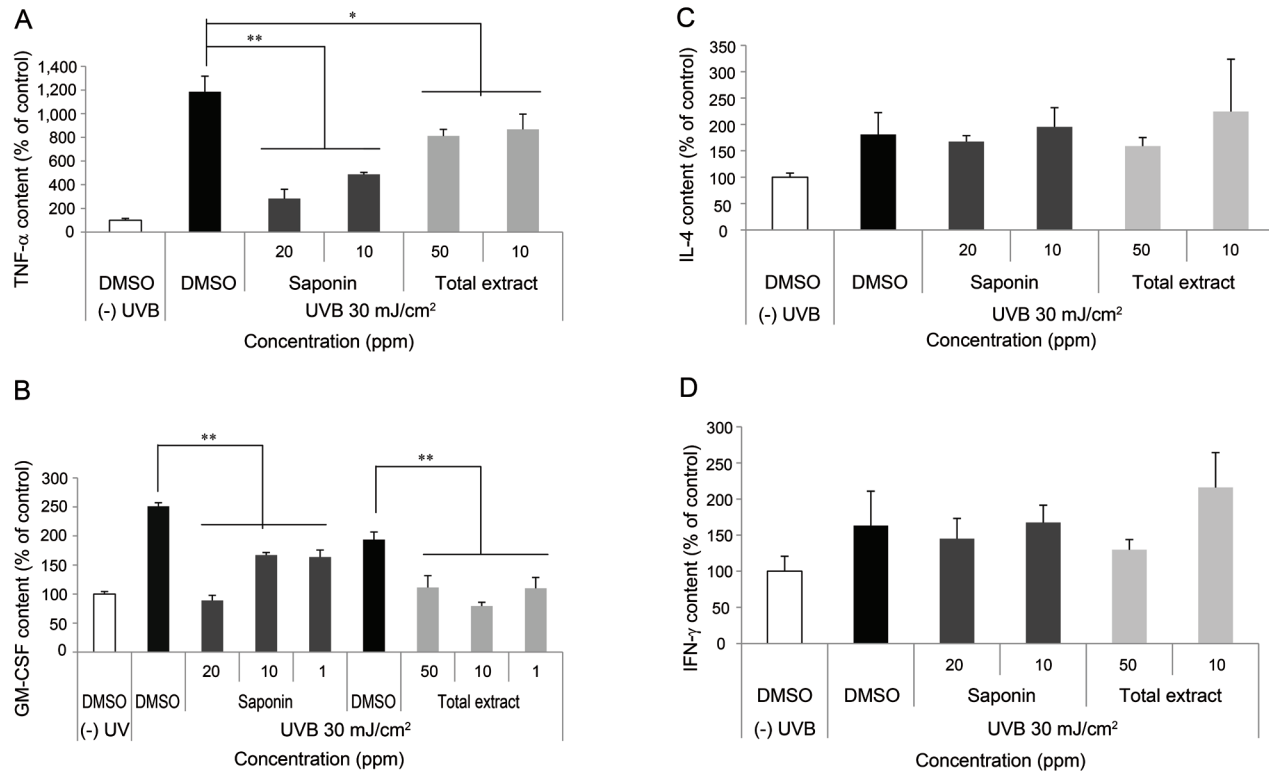 A
TNF-α content (% of control)
1,400
1,200
1,000
800
600
400
200
0
*
**
20 10 50 10
DMSO DMSO Saponin Total extract
(-) UVB UVB 30 mJ/cm²
Concentration (ppm)
C
IL-4 content (% of control)
350
300
250
200
150
100
50
0
20 10 50 10
DMSO DMSO Saponin Total extract
(-) UVB UVB 30 mJ/cm²
Concentration (ppm)
B
GM-CSF content (% of control)
300
250
200
150
100
50
0
**
**
20 10 1 50 10 1
DMSO DMSO Saponin DMSO Total extract
(-) UV UVB 30 mJ/cm²
Concentration (ppm)
D
IFN-γ content (% of control)
300
250
200
150
100
50
0
20 10 50 10
DMSO DMSO Saponin Total extract
(-) UVB UVB 30 mJ/cm²
Concentration (ppm)